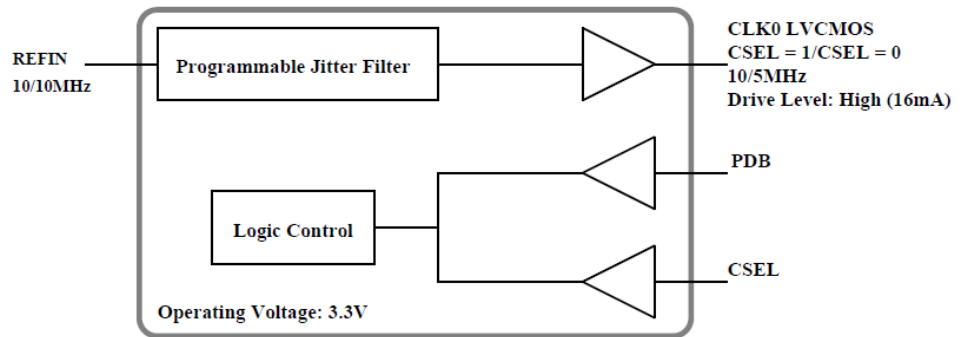 REFIN
10/10MHz
Programmable Jitter Filter
CLK0 LVCMOS
CSEL = 1/CSEL = 0
10/5MHz
Drive Level: High (16mA)
PDB
Logic Control
CSEL
Operating Voltage: 3.3V